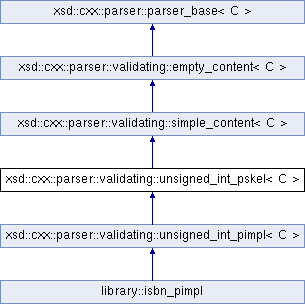 xsd::cxx::parser::parser_base< C >
xsd::cxx::parser::validating::empty_content< C >
xsd::cxx::parser::validating::simple_content< C >
xsd::cxx::parser::validating::unsigned_int_pskel< C >
xsd::cxx::parser::validating::unsigned_int_pimpl< C >
library::isbn_pimpl